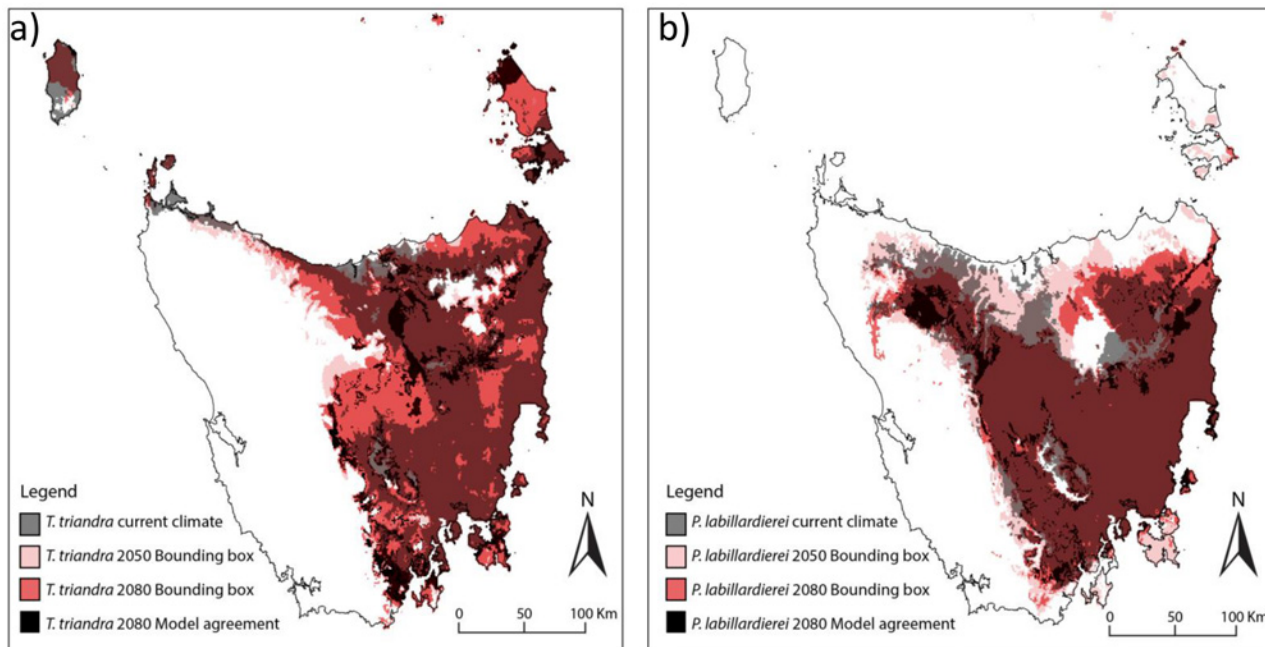 a)
Legend
T. triandra current climate
T. triandra 2050 Bounding box
T. triandra 2080 Bounding box
T. triandra 2080 Model agreement
N
0 50 100 Km
b)
Legend
P. labillardierei current climate
P. labillardierei 2050 Bounding box
P. labillardierei 2080 Bounding box
P. labillardierei 2080 Model agreement
N
0 50 100 Km